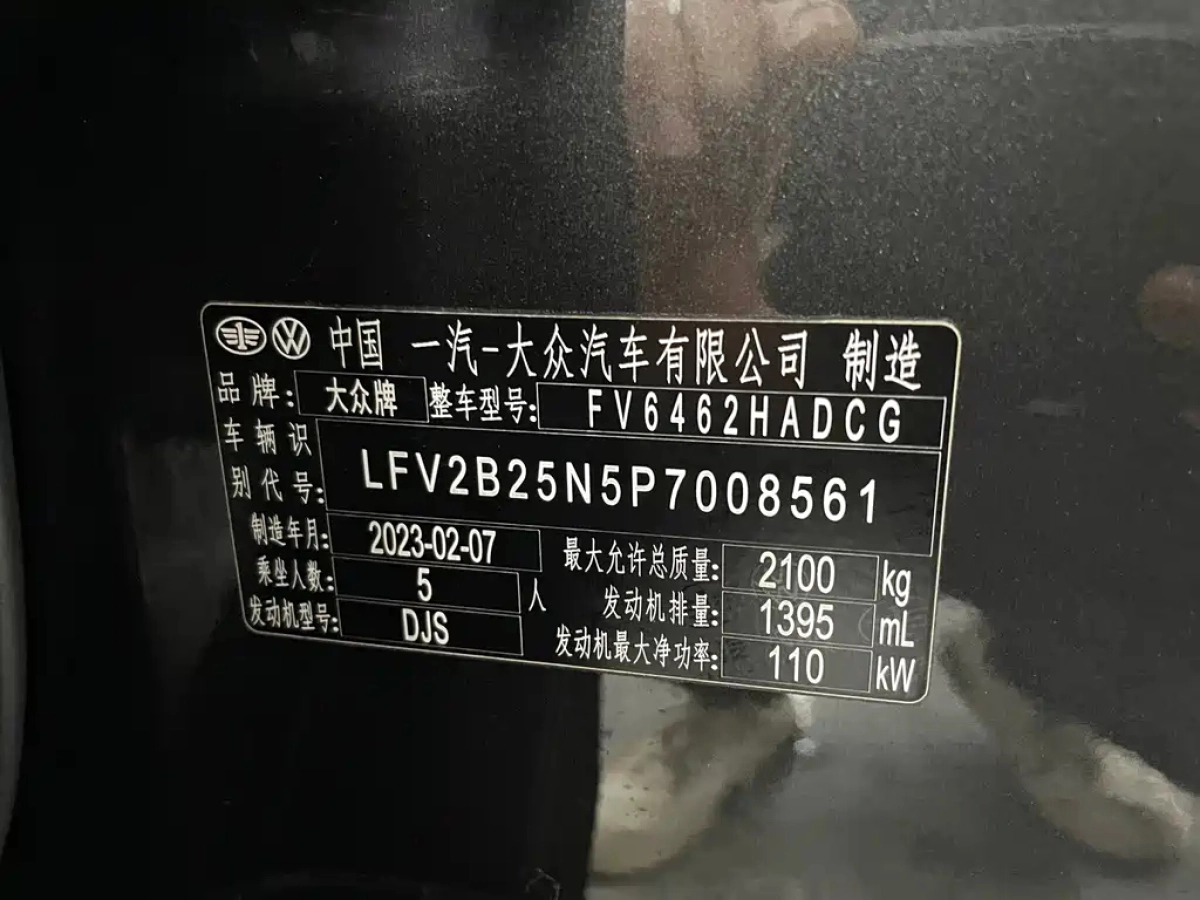 中国 一汽-大众汽车有限公司 制造
品牌: 大众牌 整车型号: FV6462HADCG
车辆识
别代号: LFV2B25N5P7008561
制造年月: 2023-02-07 最大允许总质量: 2100 kg
乘坐人数: 5 人 发动机排量: 1395 mL
发动机型号: DJS 发动机最大净功率: 110 kW